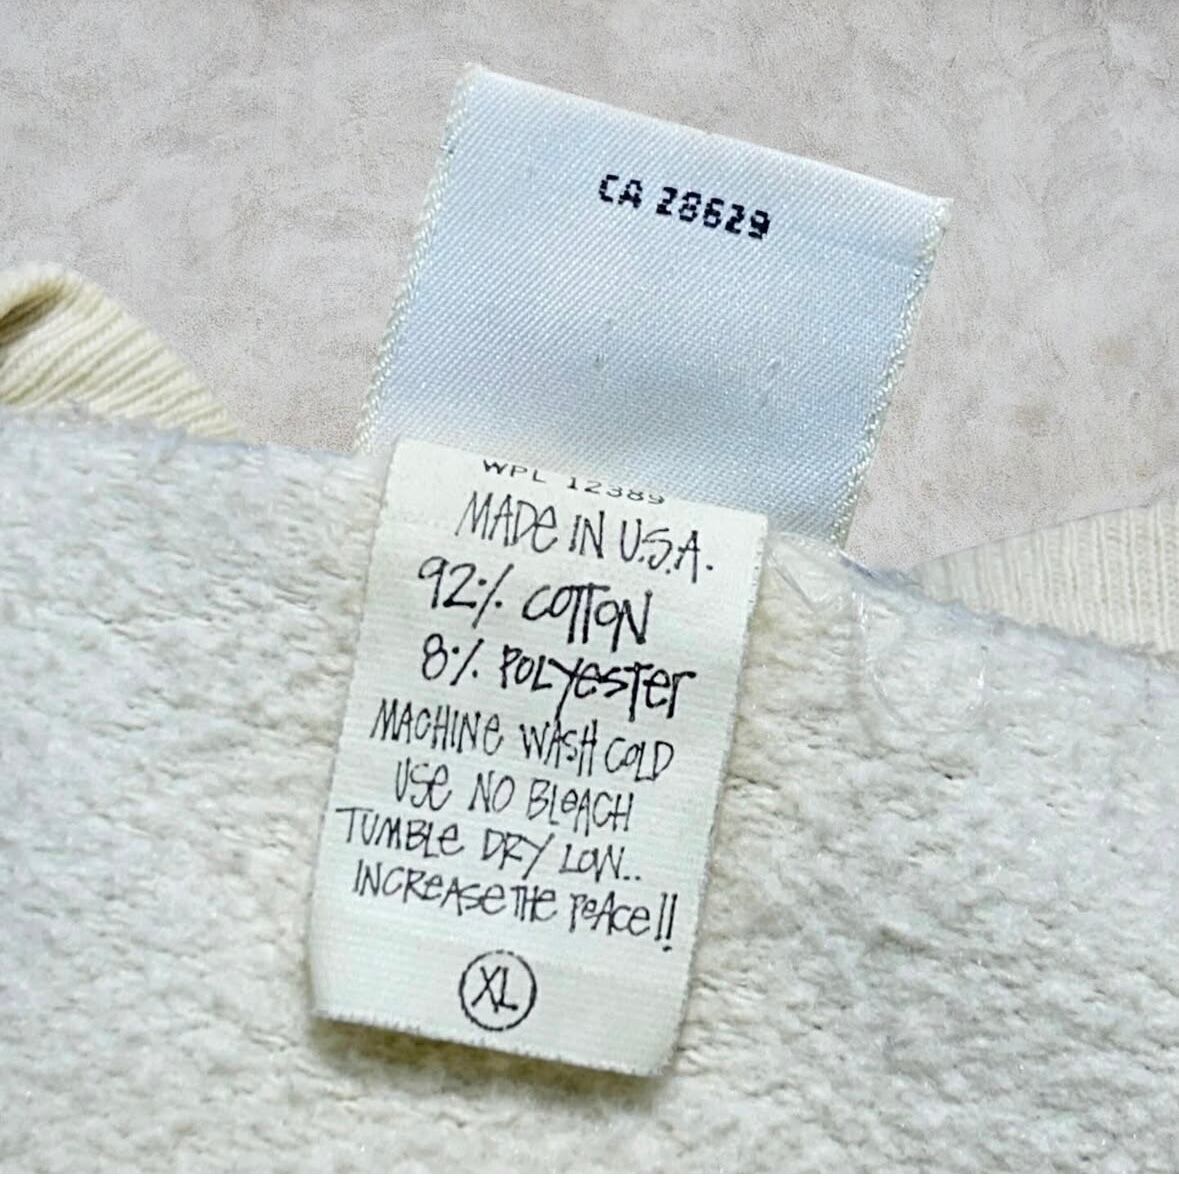 CA 28629
WPL 12389
MADe IN U.S.A.
92% COTTON
8% POLYeSTer
MACHINe WASH COLD
USe NO BLeACH
TUMBLe DRY LOW..
INCREASe THe PeAce!!
XL